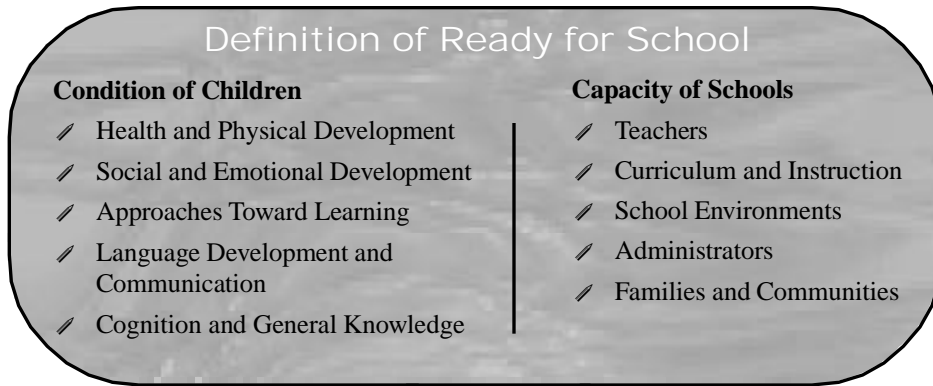 Definition of Ready for School
Condition of Children
Health and Physical Development
Social and Emotional Development
Approaches Toward Learning
Language Development and
Communication
Cognition and General Knowledge
Capacity of Schools
Teachers
Curriculum and Instruction
School Environments
Administrators
Families and Communities